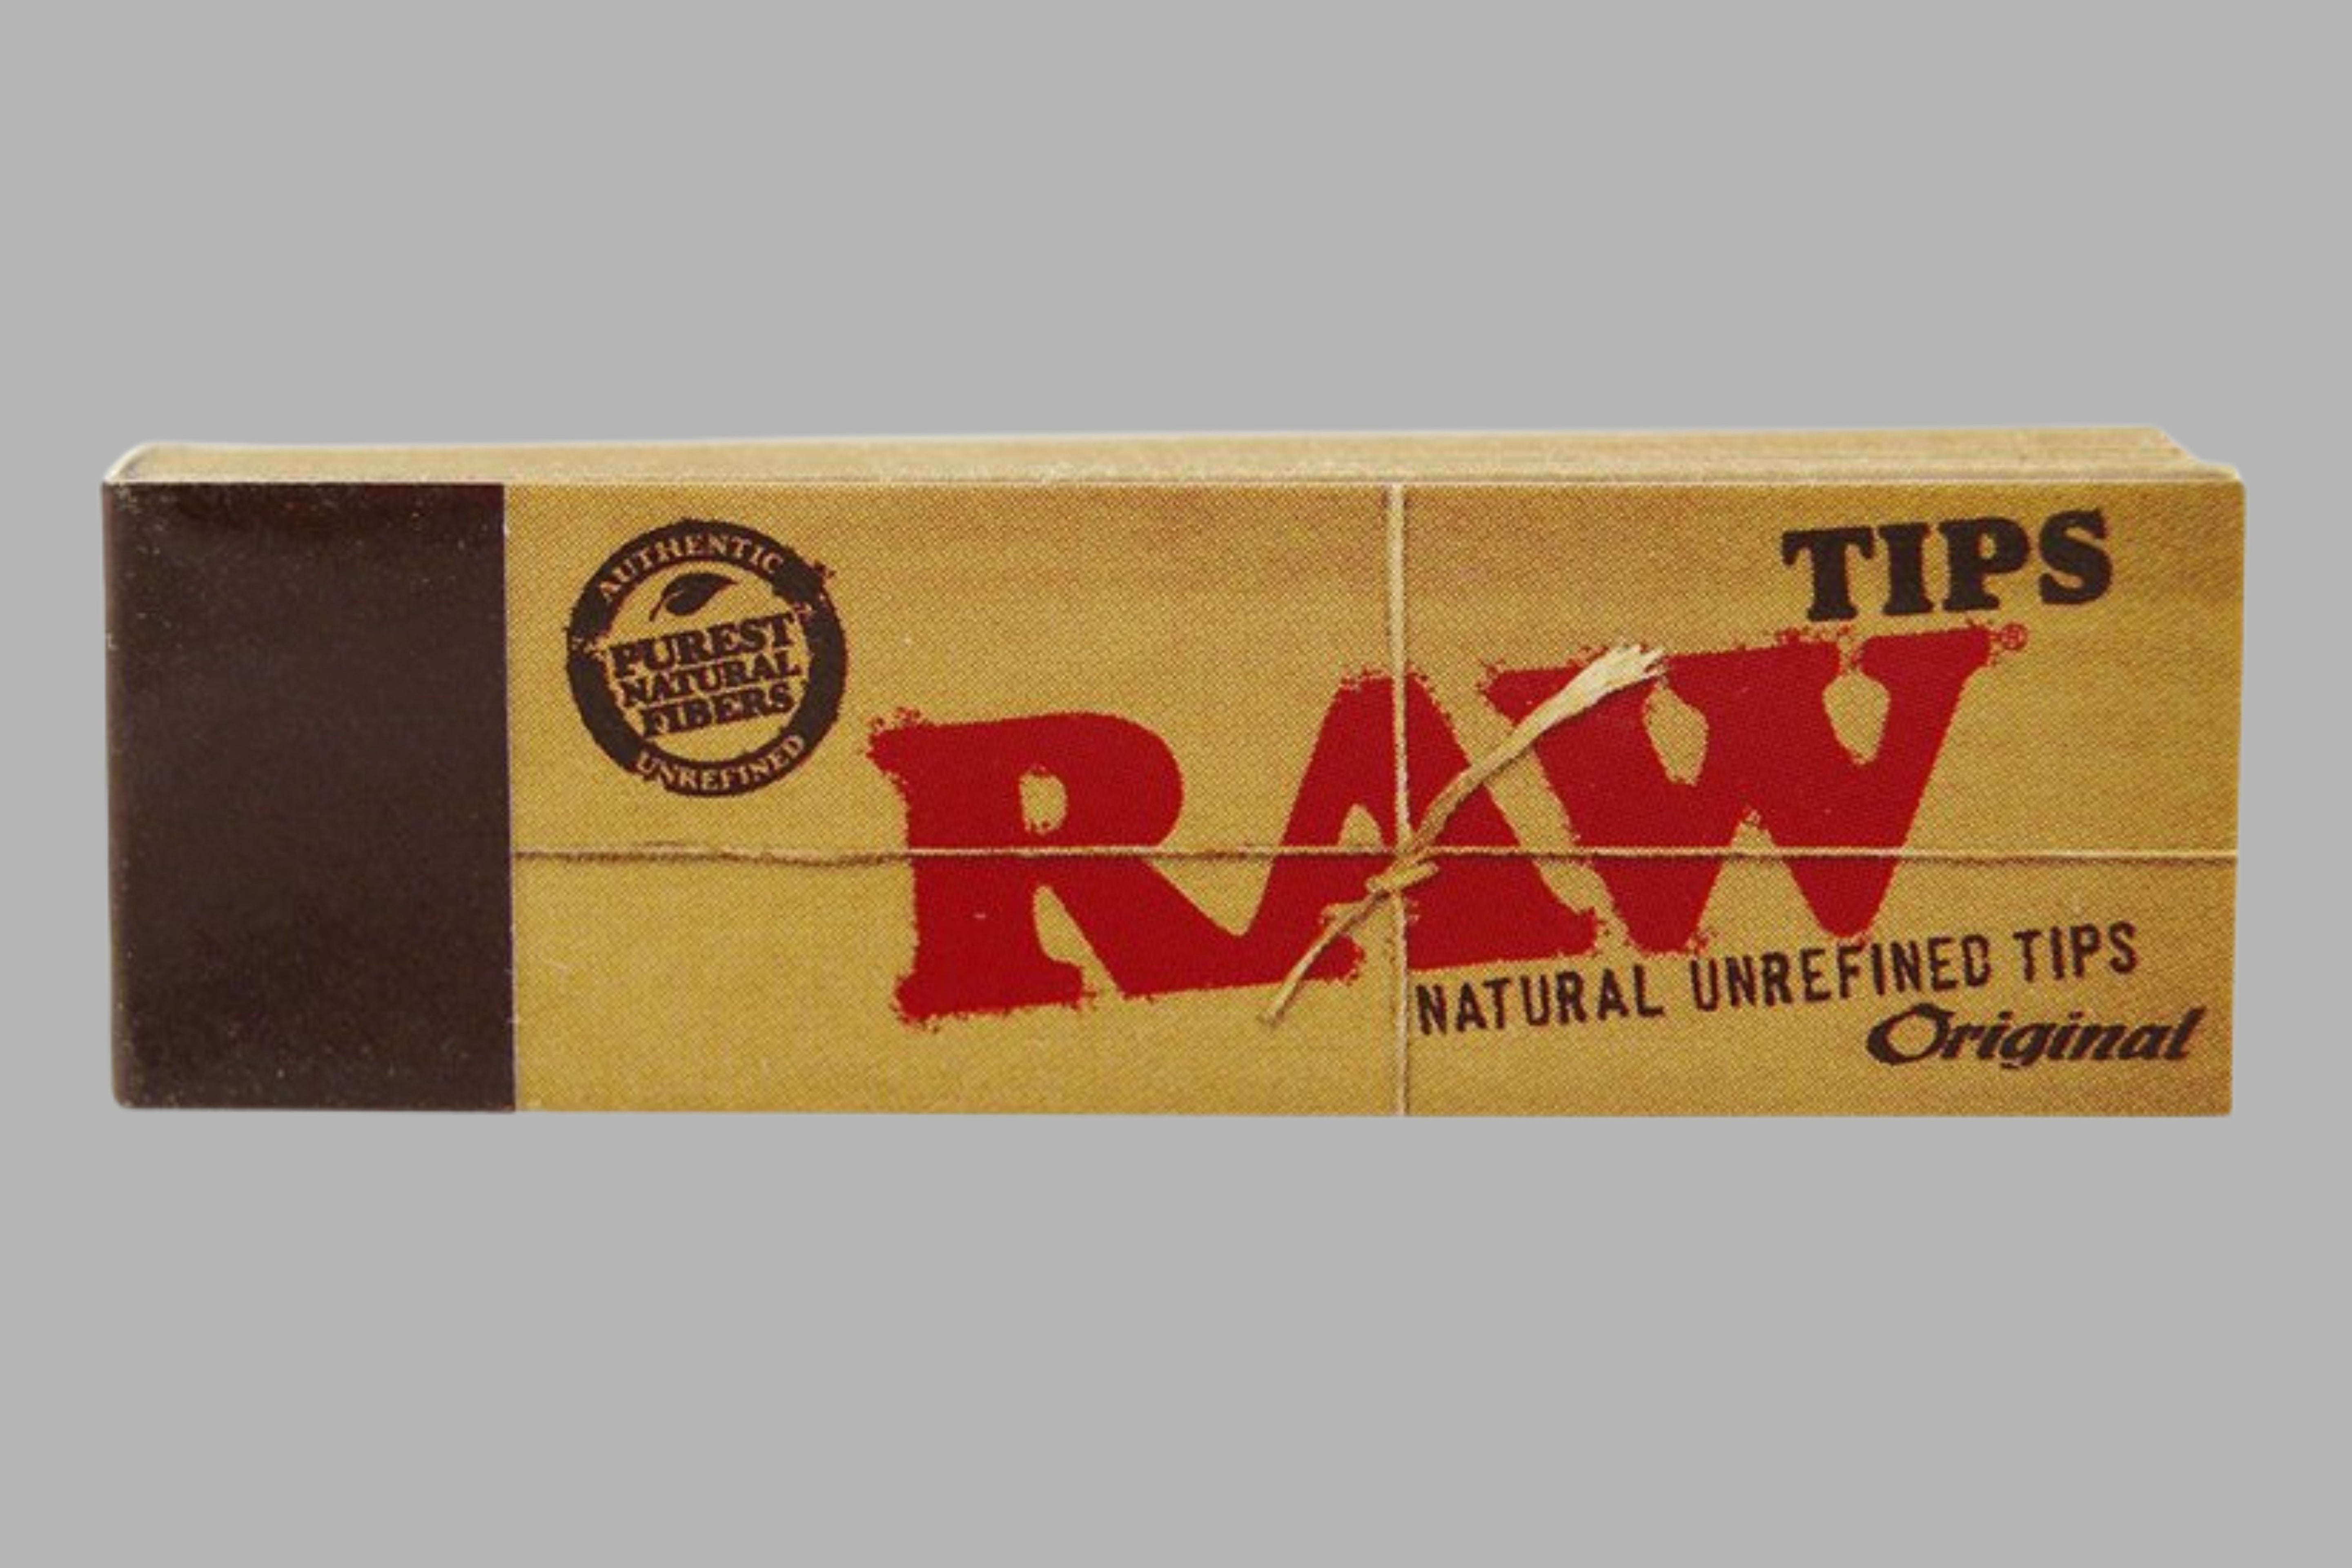 AUTHENTIC
PUREST
NATURAL
FIBERS
UNREFINED
TIPS
RAW®
NATURAL UNREFINED TIPS
Original